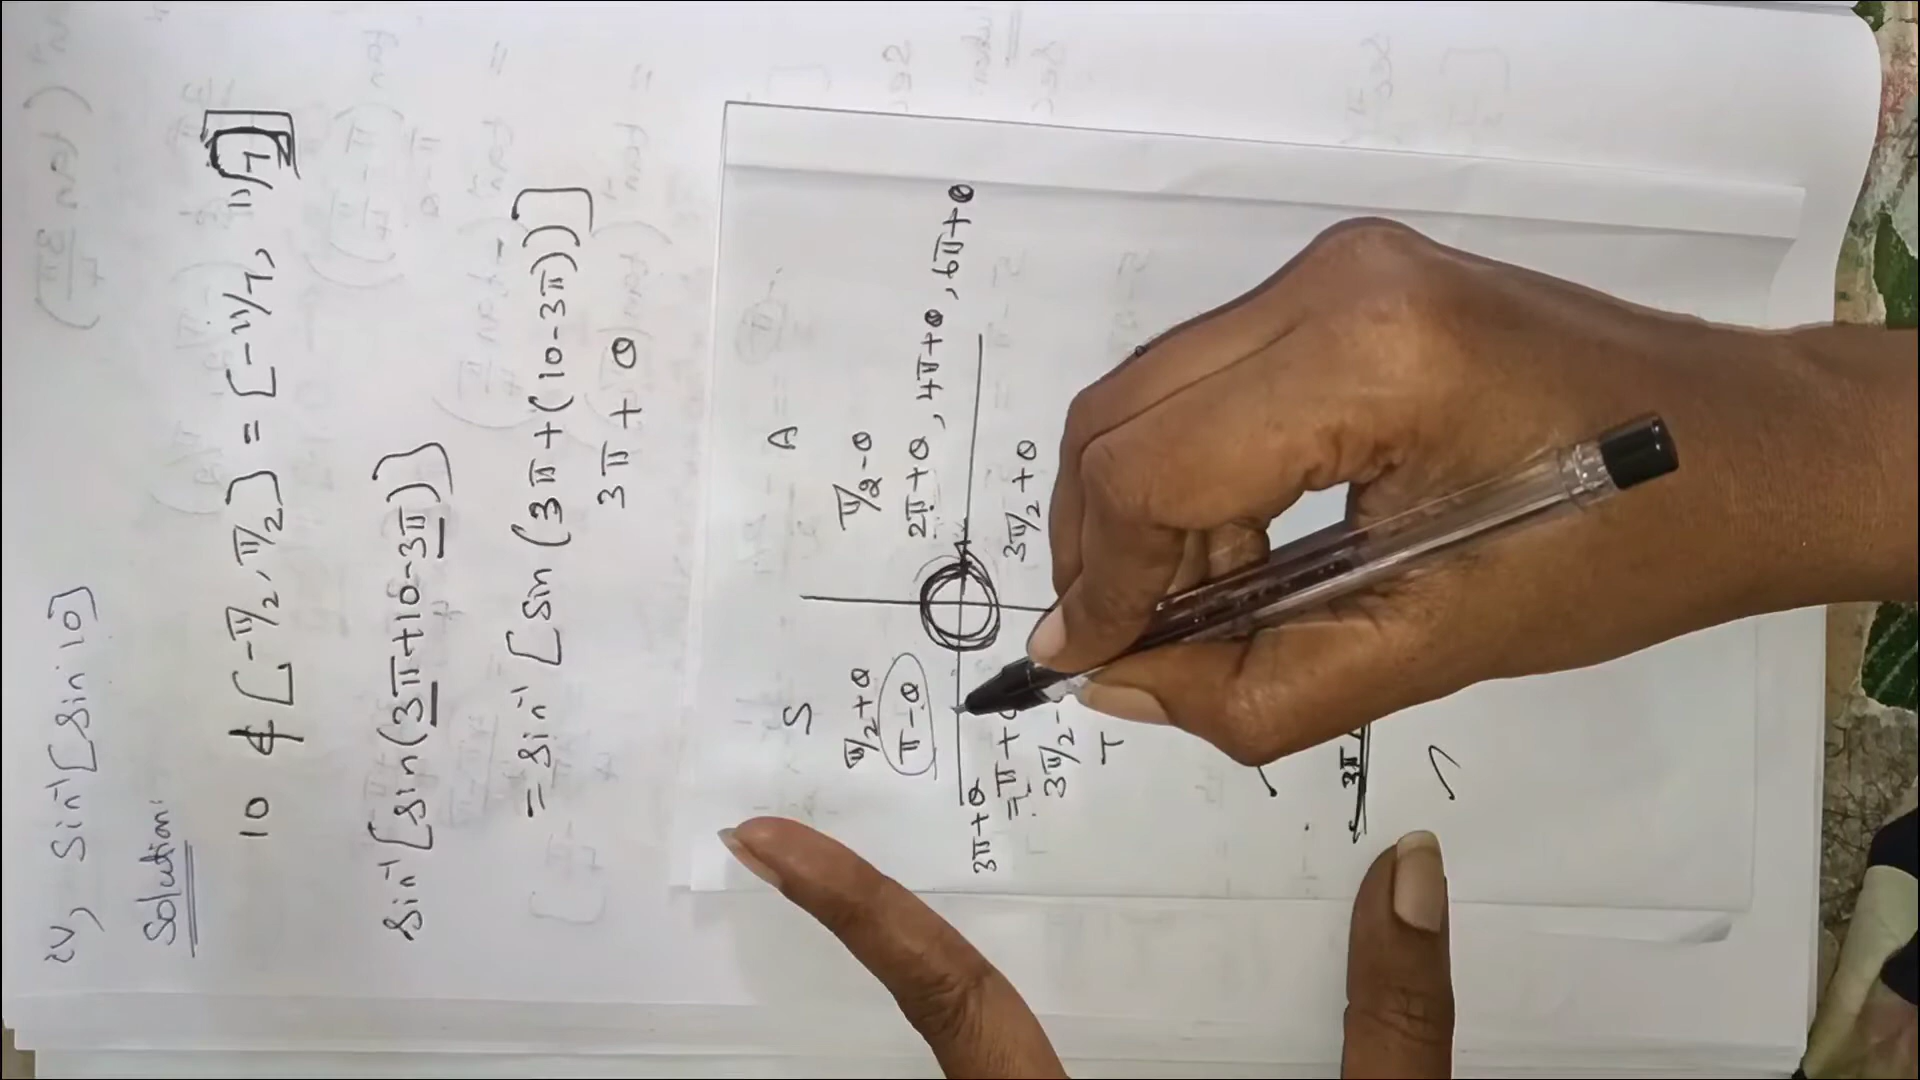 iv, Sin⁻¹[Sin 10]
Solution:
10 ∉ [-π/2, π/2] = [-11/7, 11/7]
Sin⁻¹[Sin(3π+10-3π)]
= Sin⁻¹[Sin(3π+(10-3π))]
3π + θ
S A
π/2+θ π/2-θ
π-θ 2π+θ, 4π+θ, 6π+θ
3π+θ
=π+θ 3π/2+θ
3π/2-
T
3π